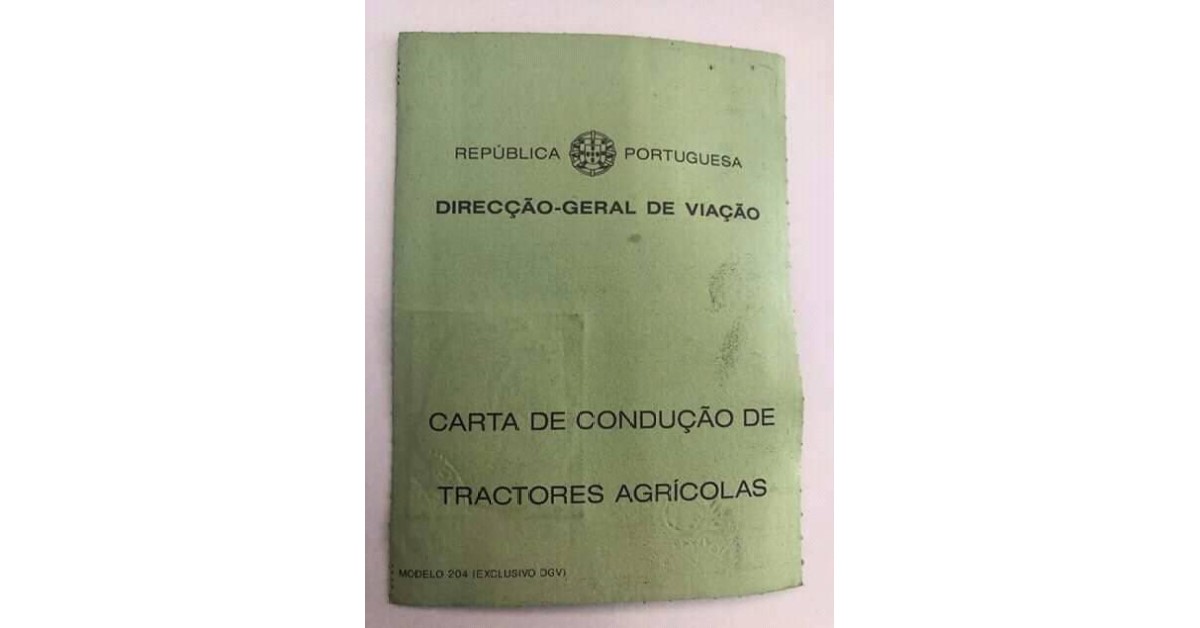 REPÚBLICA PORTUGUESA
DIRECÇÃO-GERAL DE VIAÇÃO
CARTA DE CONDUÇÃO DE
TRACTORES AGRÍCOLAS
MODELO 204 (EXCLUSIVO DGV)